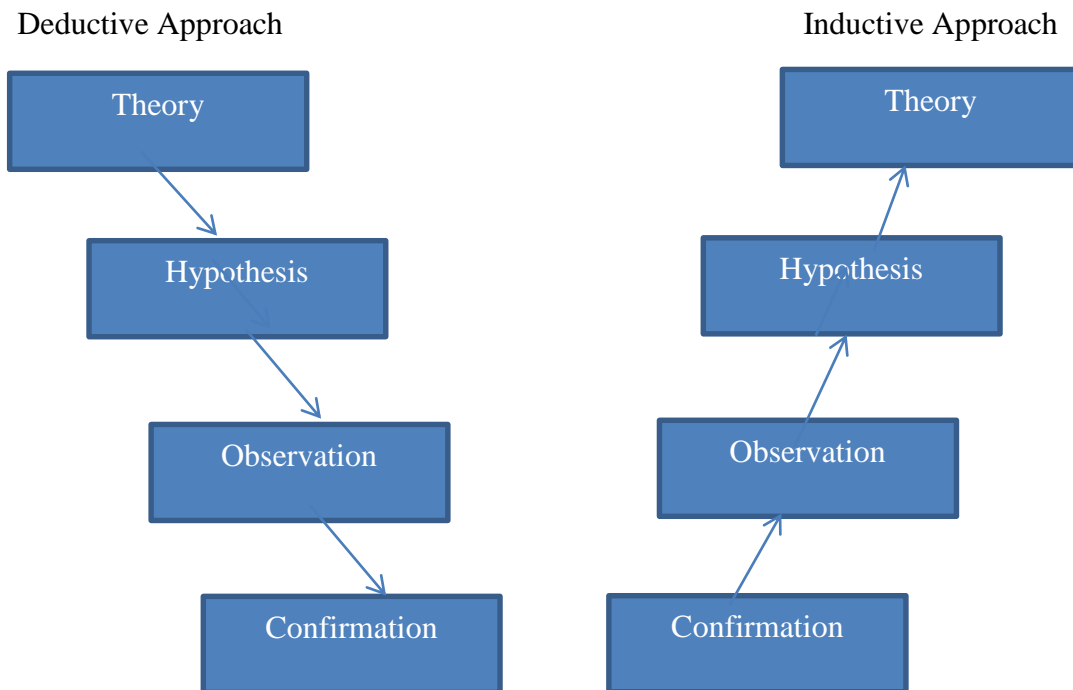 Deductive Approach
Inductive Approach
Theory
Theory
Hypothesis
Hypothesis
Observation
Observation
Confirmation
Confirmation